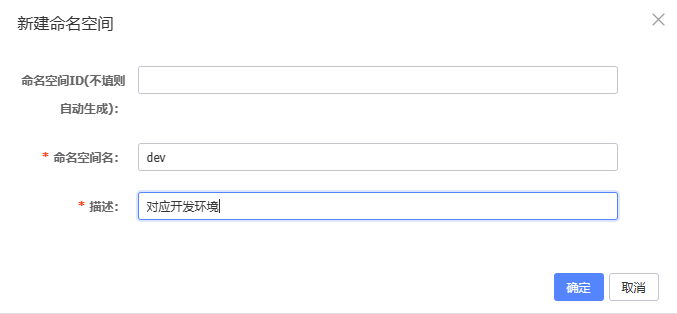 新建命名空间
命名空间ID(不填则
自动生成):
* 命名空间名: dev
* 描述: 对应开发环境
确定 取消